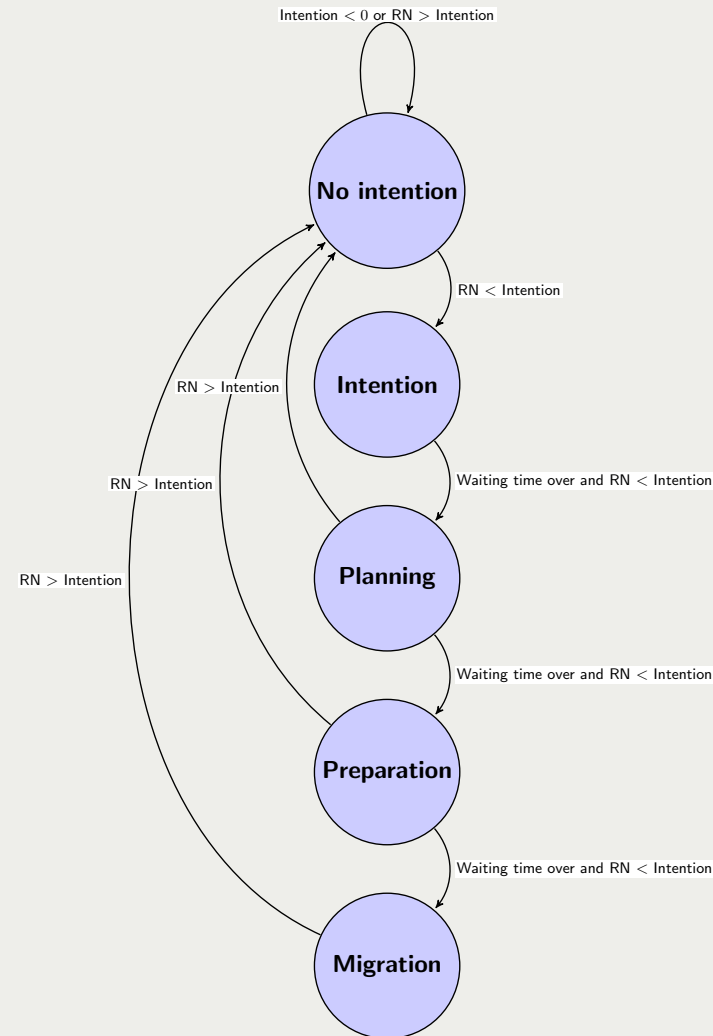 Intention < 0 or RN > Intention
No intention
RN < Intention
Intention
RN > Intention
Waiting time over and RN < Intention
RN > Intention
Planning
RN > Intention
Waiting time over and RN < Intention
Preparation
Waiting time over and RN < Intention
Migration